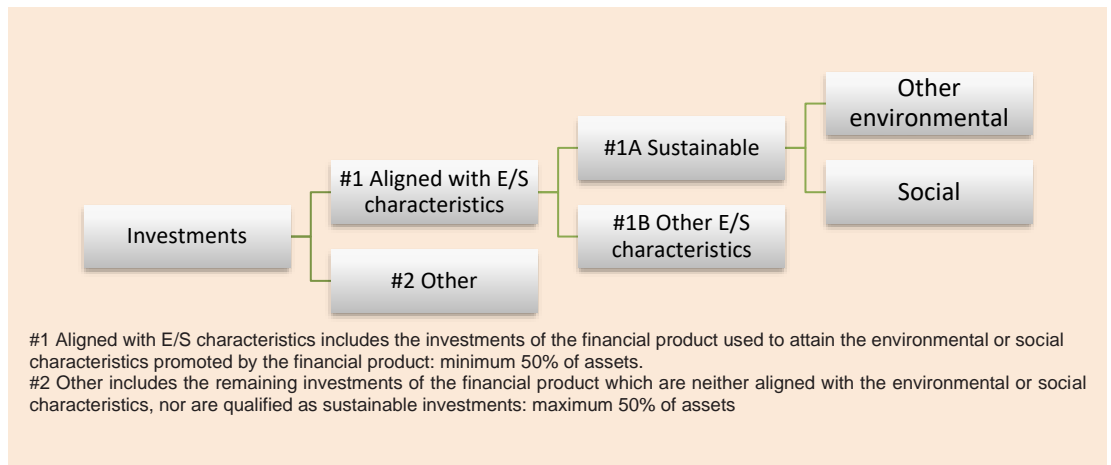 Other
environmental
#1A Sustainable
#1 Aligned with E/S
characteristics
Social
Investments
#1B Other E/S
characteristics
#2 Other
#1 Aligned with E/S characteristics includes the investments of the financial product used to attain the environmental or social
characteristics promoted by the financial product: minimum 50% of assets.
#2 Other includes the remaining investments of the financial product which are neither aligned with the environmental or social
characteristics, nor are qualified as sustainable investments: maximum 50% of assets